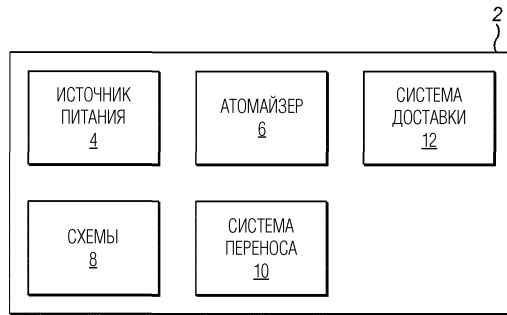 2
ИСТОЧНИК
ПИТАНИЯ
4
АТОМАЙЗЕР
6
СИСТЕМА
ДОСТАВКИ
12
СХЕМЫ
8
СИСТЕМА
ПЕРЕНОСА
10